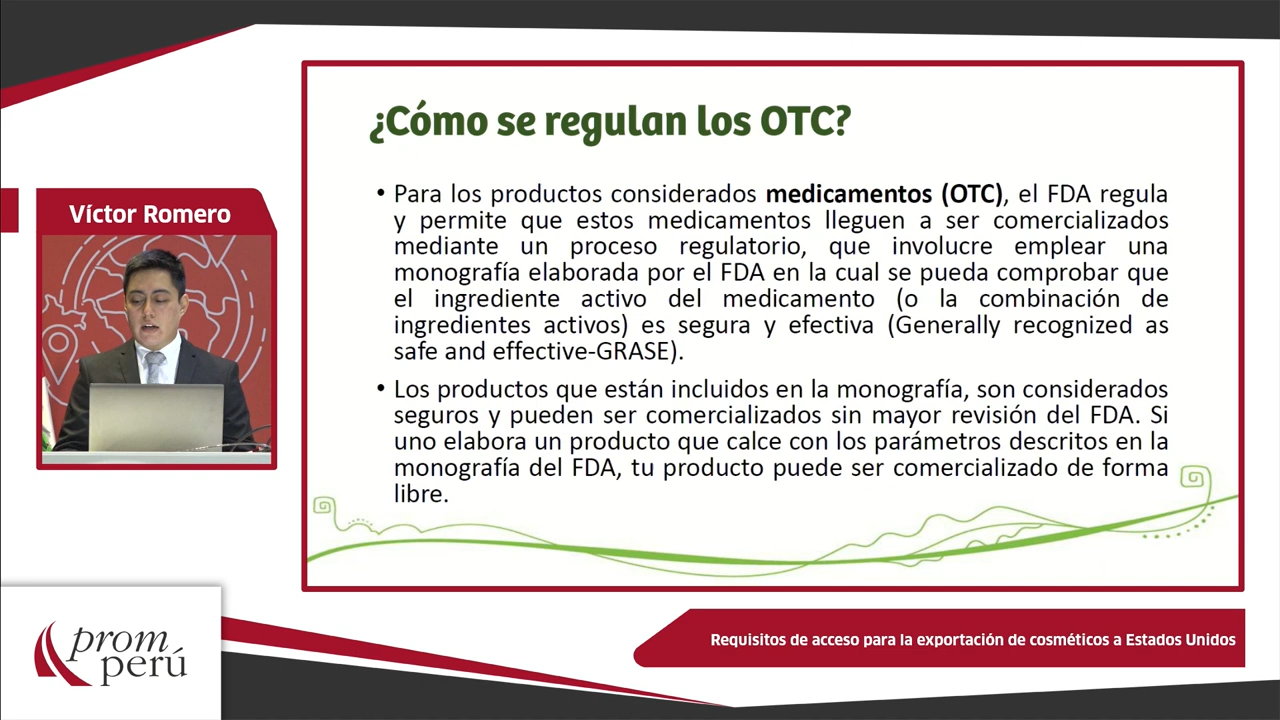 ¿Cómo se regulan los OTC?
Víctor Romero
• Para los productos considerados medicamentos (OTC), el FDA regula
y permite que estos medicamentos lleguen a ser comercializados
mediante un proceso regulatorio, que involucre emplear una
monografía elaborada por el FDA en la cual se pueda comprobar que
el ingrediente activo del medicamento (o la combinación de
ingredientes activos) es segura y efectiva (Generally recognized as
safe and effective-GRASE).
• Los productos que están incluidos en la monografía, son considerados
seguros y pueden ser comercializados sin mayor revisión del FDA. Si
uno elabora un producto que calce con los parámetros descritos en la
monografía del FDA, tu producto puede ser comercializado de forma
libre.
prom
perú
Requisitos de acceso para la exportación de cosméticos a Estados Unidos